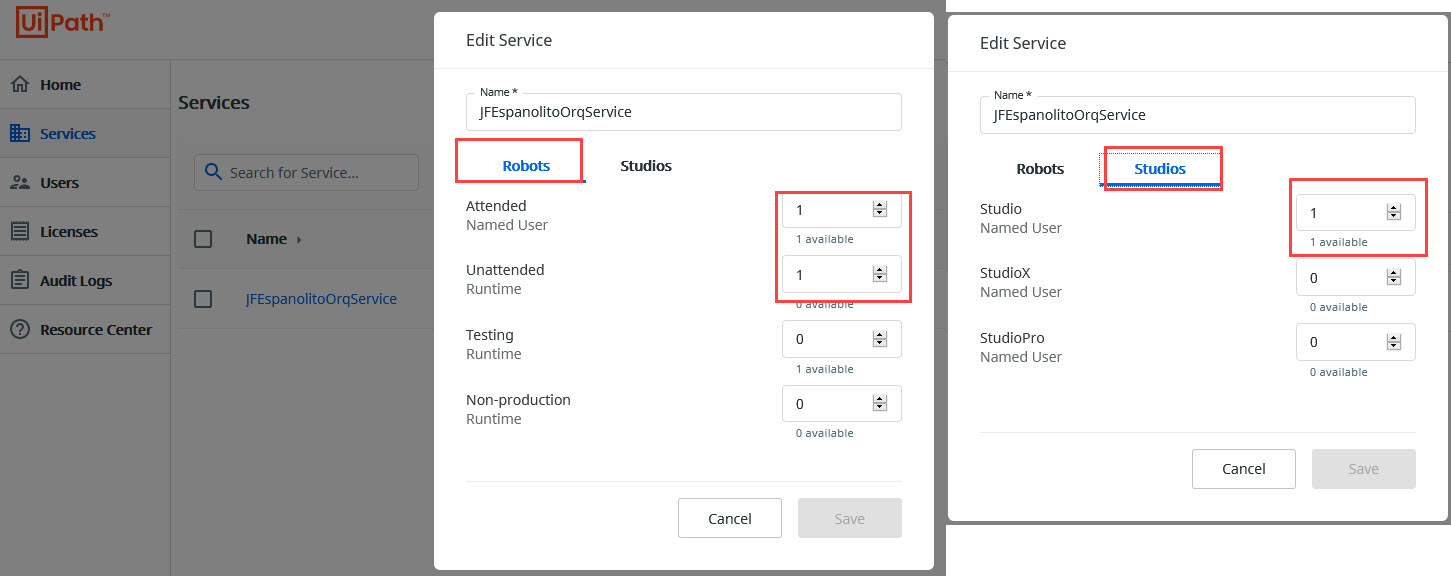 UiPath™
Home
Services
Users
Licenses
Audit Logs
Resource Center
Services
Search for Service...
Name
JFEspanolitoOrqService
Edit Service
Name *
JFEspanolitoOrqService
Robots Studios
Attended 1
Named User 1 available
Unattended 1
Runtime 0 available
Testing 0
Runtime 1 available
Non-production 0
Runtime 0 available
Cancel Save
Edit Service
Name *
JFEspanolitoOrqService
Robots Studios
Studio 1
Named User 1 available
StudioX 0
Named User 0 available
StudioPro 0
Named User 0 available
Cancel Save